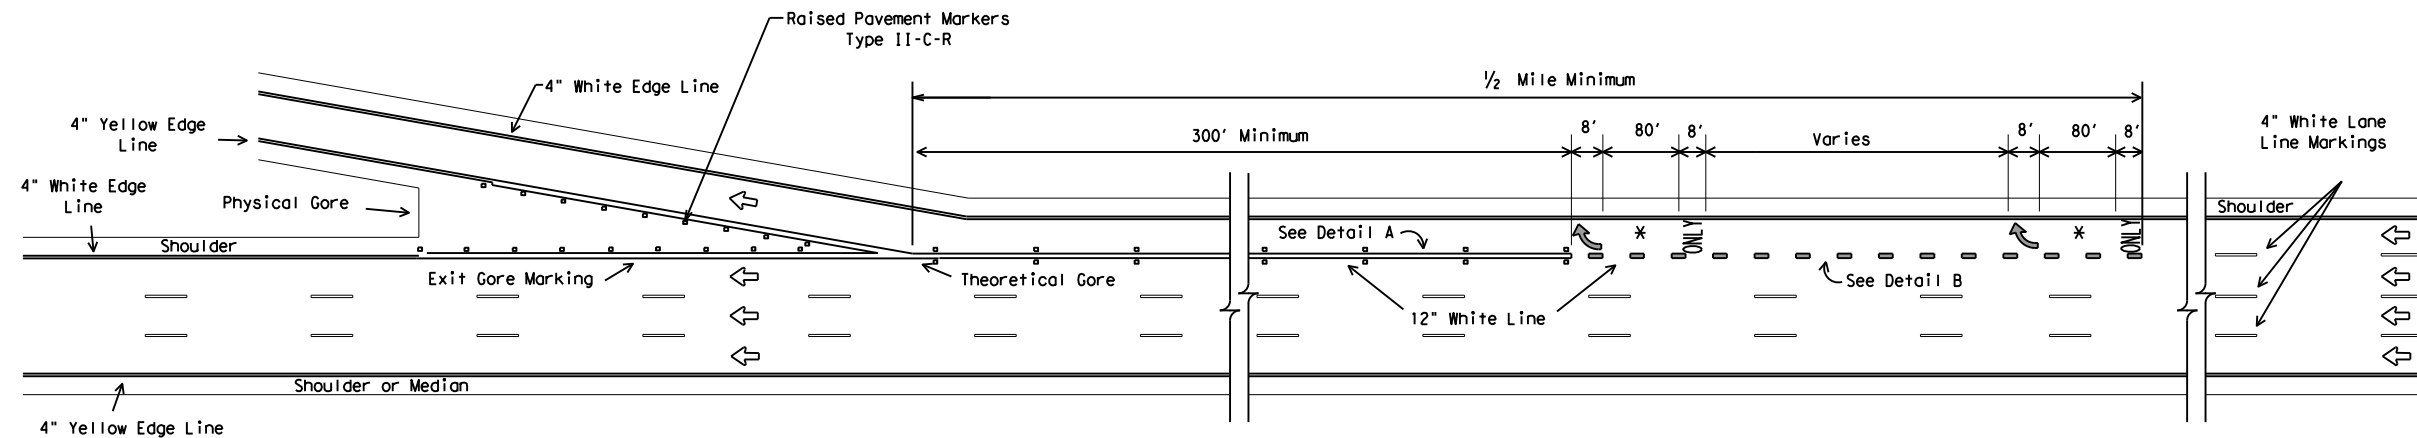 Raised Pavement Markers
Type II-C-R
4" White Edge Line
½ Mile Minimum
4" Yellow Edge
Line
300' Minimum
8'
80'
8'
Varies
8'
80'
8'
4" White Lane
Line Markings
4" White Edge
Line
Physical Gore
Shoulder
Shoulder
See Detail A
*
ONLY
*
ONLY
Exit Gore Marking
Theoretical Gore
See Detail B
12" White Line
Shoulder or Median
4" Yellow Edge Line